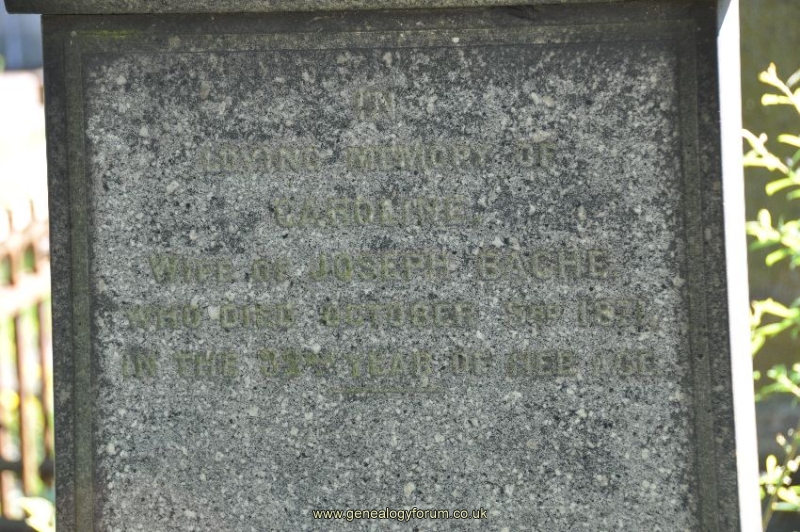 IN
LOVING MEMORY OF
CAROLINE
WIFE OF JOSEPH BACHE
WHO DIED OCTOBER
IN THE YEAR OF HER AGE
www.genealogyforum.co.uk